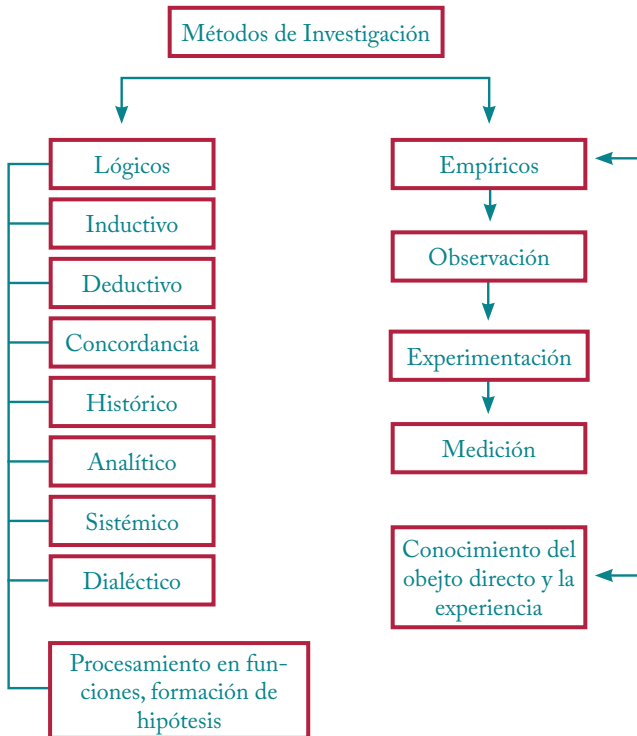 Métodos de Investigación
Lógicos
Inductivo
Deductivo
Concordancia
Histórico
Analítico
Sistémico
Dialéctico
Procesamiento en fun-
ciones, formación de
hipótesis
Empíricos
Observación
Experimentación
Medición
Conocimiento del
obejto directo y la
experiencia